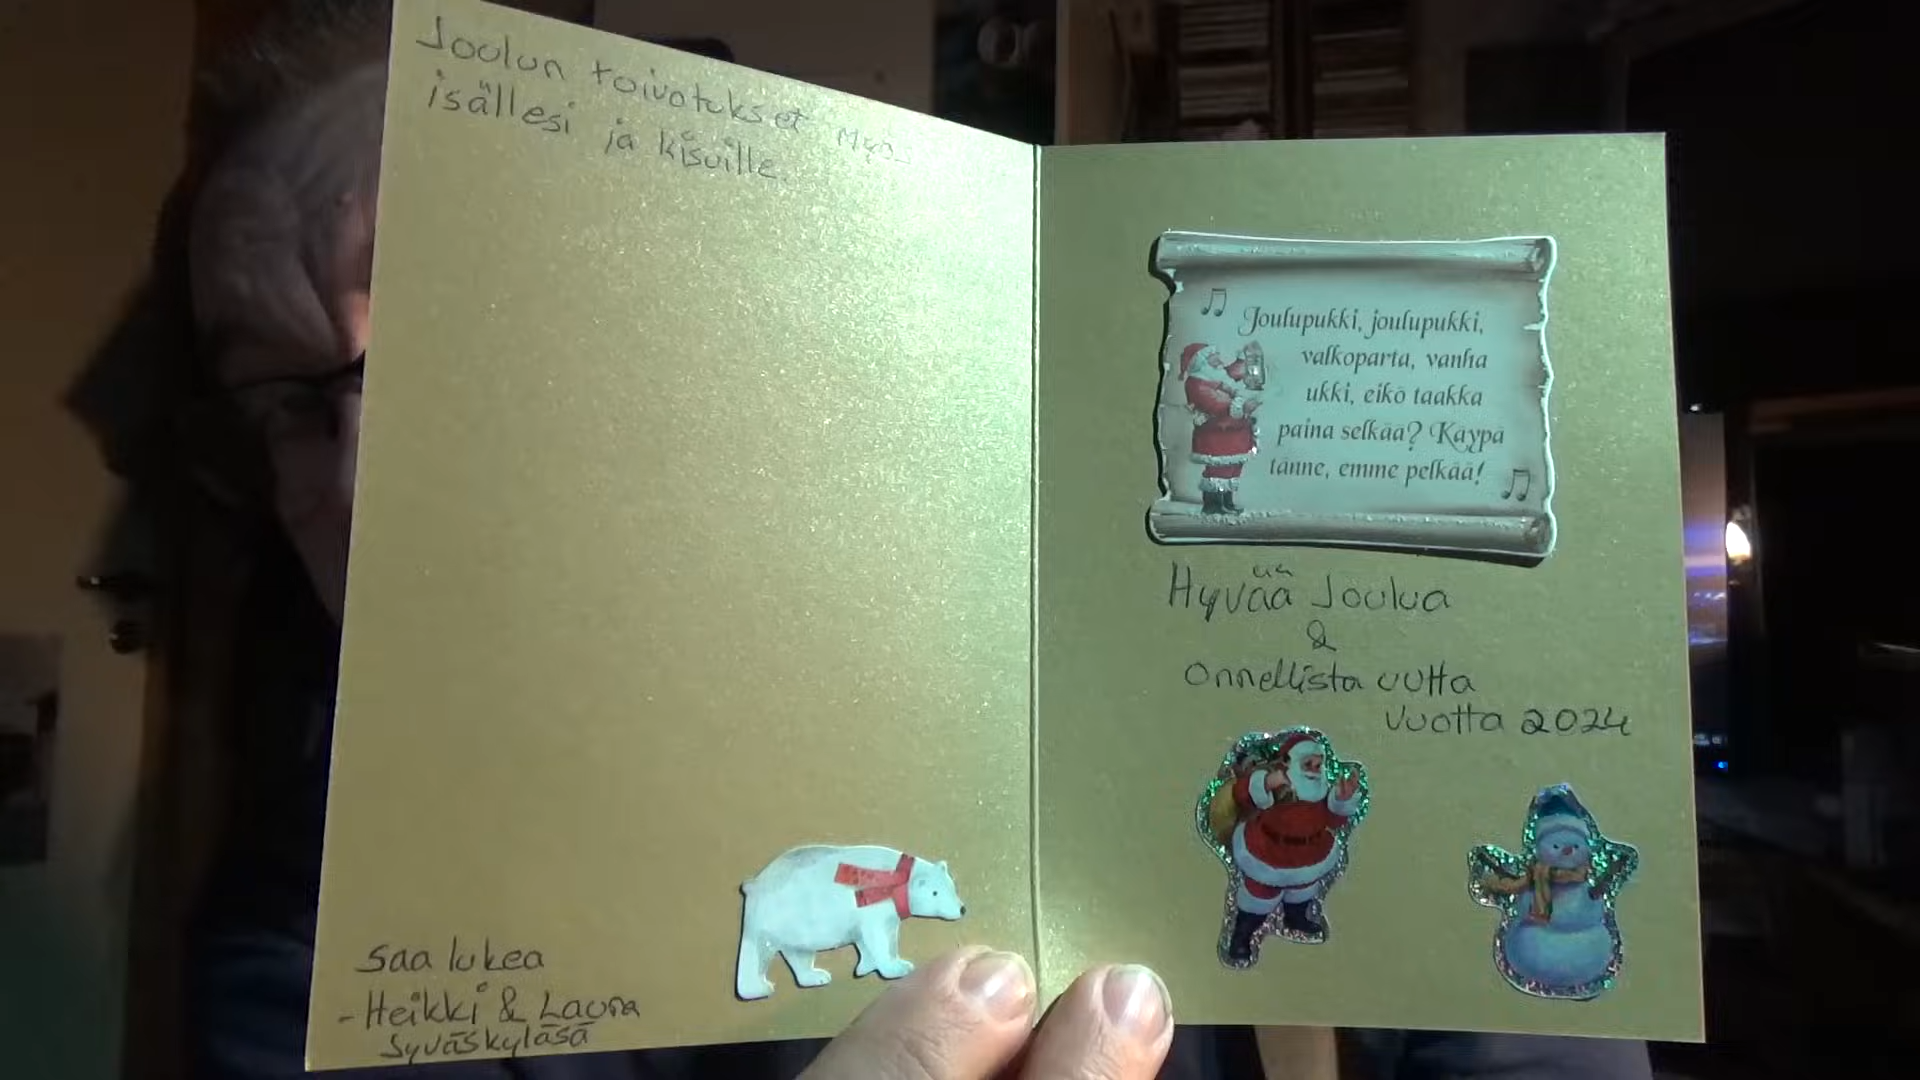 Joulun toivotukset myös
isällesi ja kisuille.
saa lukea
- Heikki & Laura
Jyväskylästä
Joulupukki, joulupukki,
valkoparta, vanha
ukki, eikö taakka
paina selkää? Käypä
tänne, emme pelkää!
Hyvää Joulua
&
Onnellista uutta
vuotta 2024